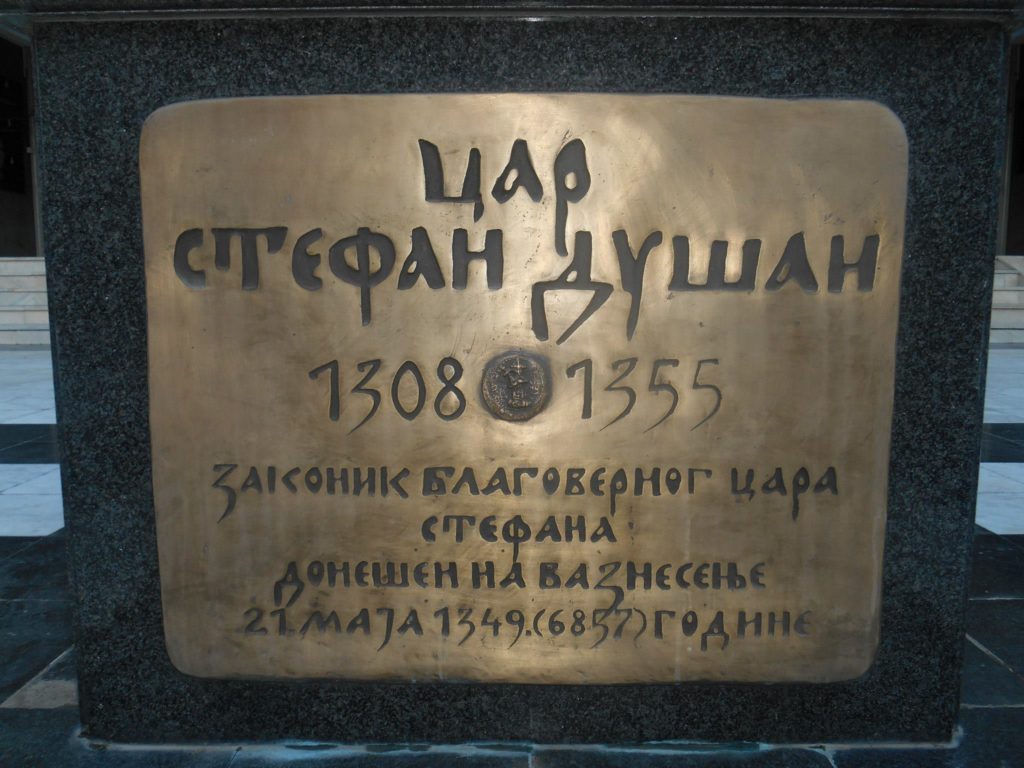 ЦАР
СТЕФАН ДУШАН
1308 1355
ЗАКОНИК БЛАГОВЕРНОГ ЦАРА
СТЕФАНА
ДОНЕШЕН НА ВАЗНЕСЕЊЕ
21.МАЈА 1349.(6857) ГОДИНЕ